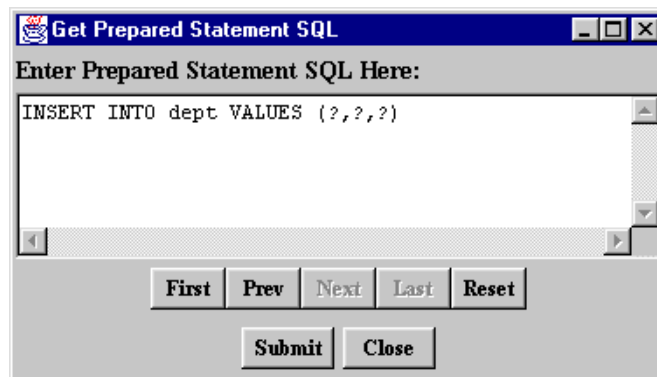 Get Prepared Statement SQL
Enter Prepared Statement SQL Here:
INSERT INTO dept VALUES (?,?,?)
First Prev Next Last Reset
Submit Close